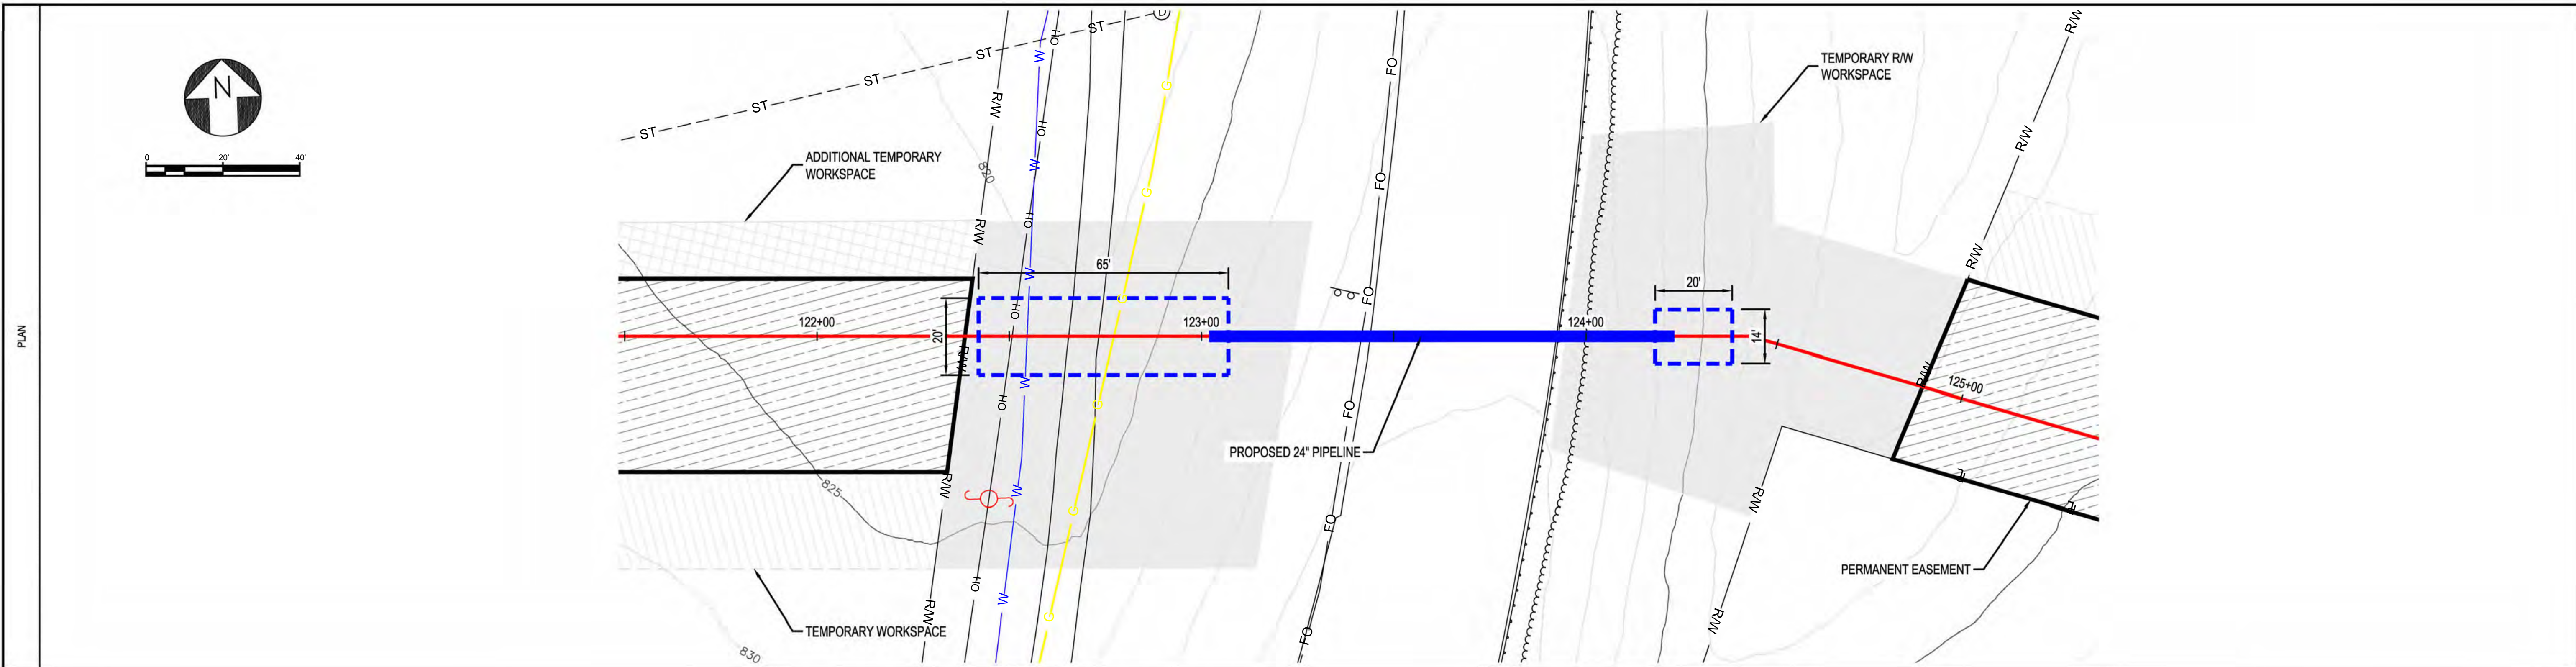 PLAN
N
0 20' 40'
ST
ST
ST
ST
ST
ADDITIONAL TEMPORARY
WORKSPACE
TEMPORARY R/W
WORKSPACE
820
R/W
R/W
R/W
R/W
R/W
OH
OH
OH
OH
OH
OH
OH
W
W
W
W
W
W
G
G
G
G
G
G
FO
FO
FO
FO
FO
FO
R/W
R/W
R/W
R/W
R/W
R/W
65'
20'
20'
14'
122+00
123+00
124+00
125+00
PROPOSED 24" PIPELINE
825
830
PERMANENT EASEMENT
TEMPORARY WORKSPACE